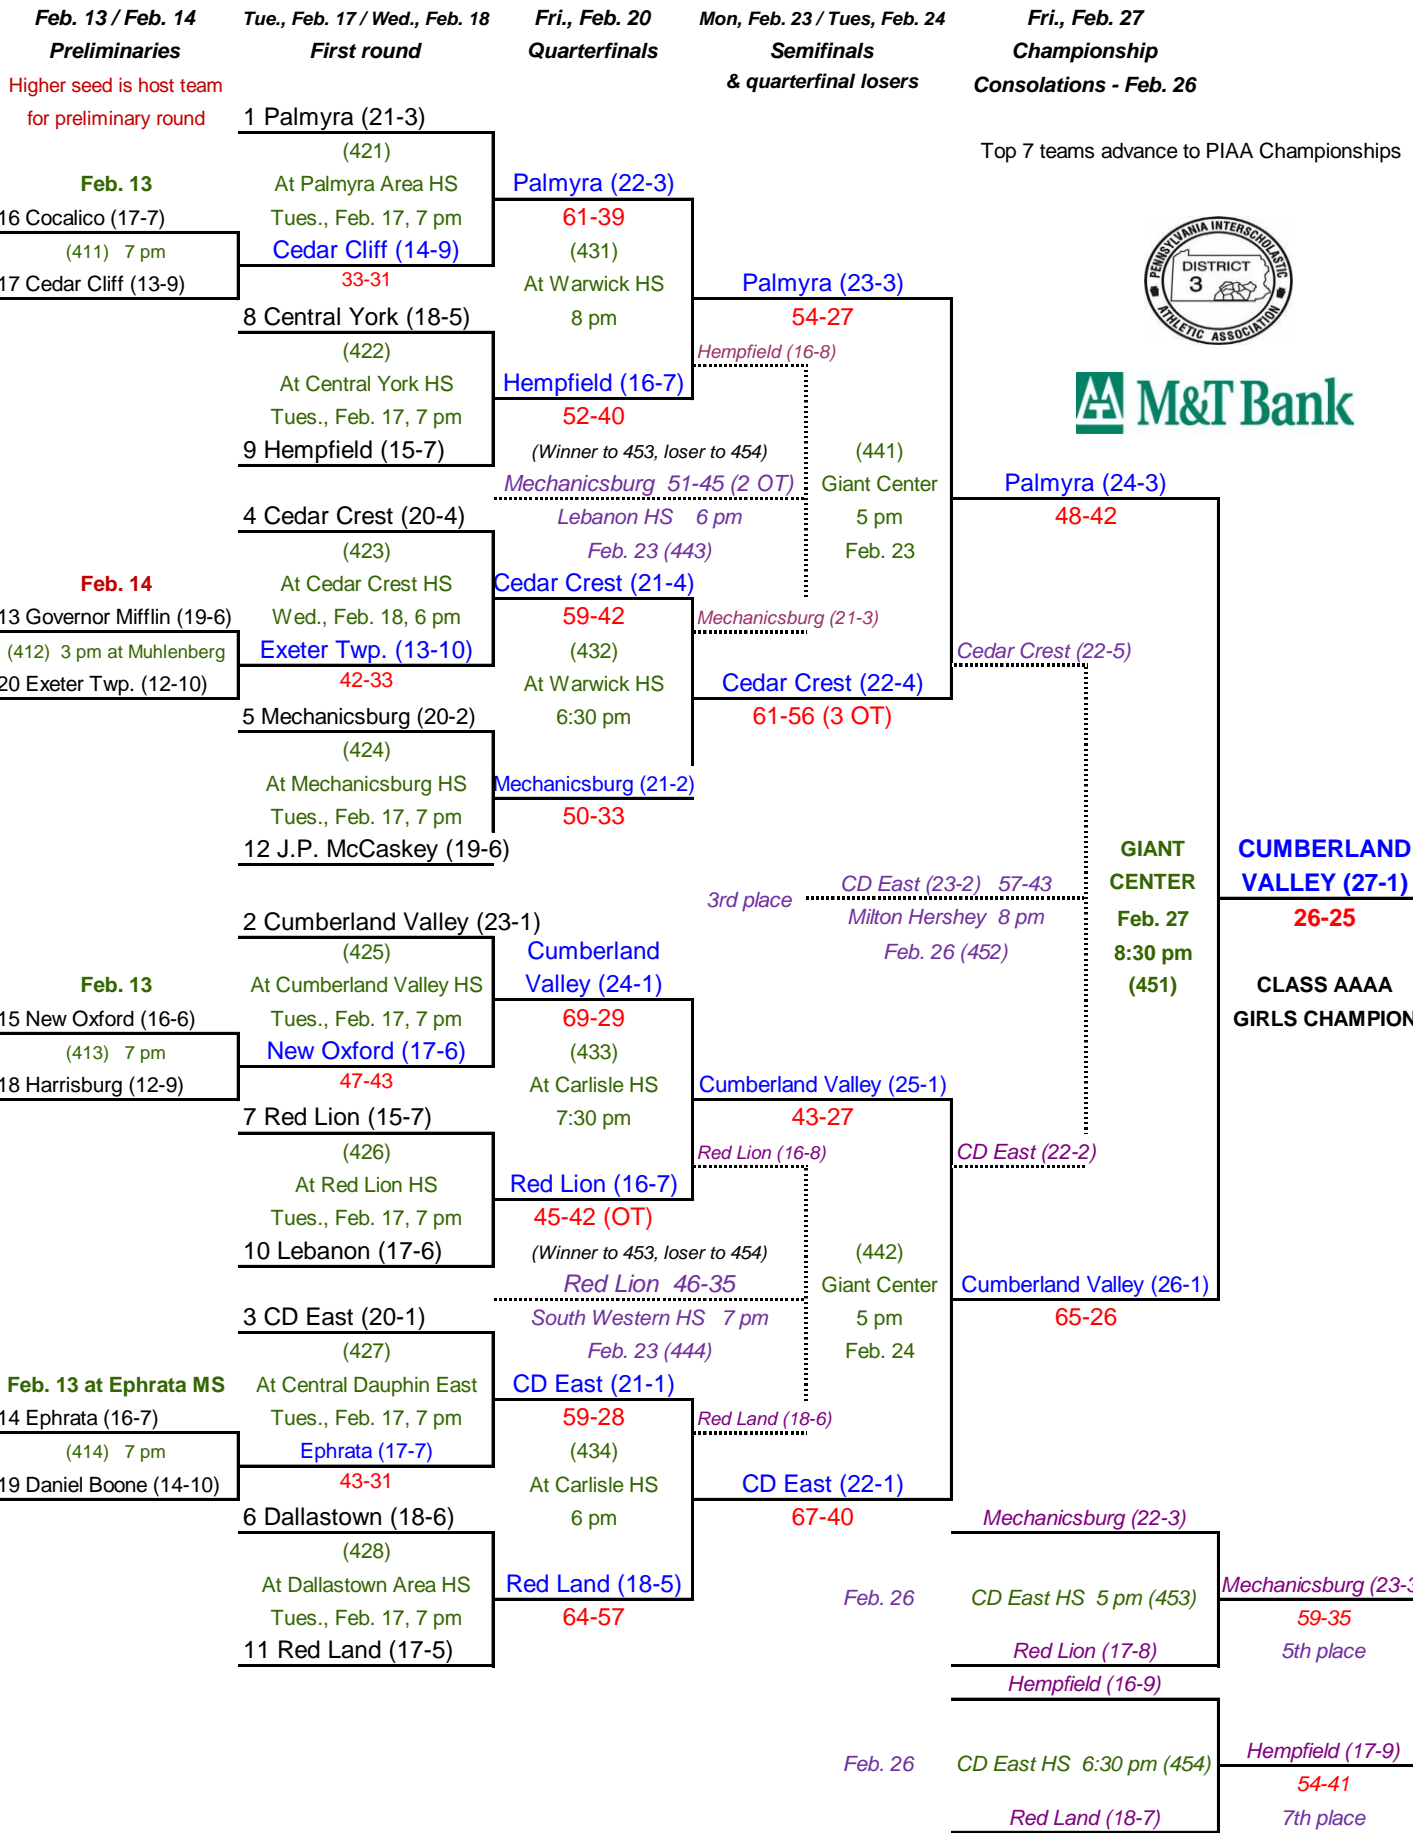 Feb. 13 / Feb. 14
Preliminaries
Higher seed is host team
for preliminary round
Feb. 13
16 Cocalico (17-7)
(411) 7 pm
17 Cedar Cliff (13-9)
Feb. 14
13 Governor Mifflin (19-6)
(412) 3 pm at Muhlenberg
20 Exeter Twp. (12-10)
Feb. 13
15 New Oxford (16-6)
(413) 7 pm
18 Harrisburg (12-9)
Feb. 13 at Ephrata MS
14 Ephrata (16-7)
(414) 7 pm
19 Daniel Boone (14-10)
Tue., Feb. 17 / Wed., Feb. 18
First round
1 Palmyra (21-3)
(421)
At Palmyra Area HS
Tues., Feb. 17, 7 pm
Cedar Cliff (14-9)
33-31
8 Central York (18-5)
(422)
At Central York HS
Tues., Feb. 17, 7 pm
9 Hempfield (15-7)
4 Cedar Crest (20-4)
(423)
At Cedar Crest HS
Wed., Feb. 18, 6 pm
Exeter Twp. (13-10)
42-33
5 Mechanicsburg (20-2)
(424)
At Mechanicsburg HS
Tues., Feb. 17, 7 pm
12 J.P. McCaskey (19-6)
2 Cumberland Valley (23-1)
(425)
At Cumberland Valley HS
Tues., Feb. 17, 7 pm
New Oxford (17-6)
47-43
7 Red Lion (15-7)
(426)
At Red Lion HS
Tues., Feb. 17, 7 pm
10 Lebanon (17-6)
3 CD East (20-1)
(427)
At Central Dauphin East
Tues., Feb. 17, 7 pm
Ephrata (17-7)
43-31
6 Dallastown (18-6)
(428)
At Dallastown Area HS
Tues., Feb. 17, 7 pm
11 Red Land (17-5)
Fri., Feb. 20
Quarterfinals
Palmyra (22-3)
61-39
(431)
At Warwick HS
8 pm
Hempfield (16-7)
52-40
(Winner to 453, loser to 454)
Mechanicsburg 51-45 (2 OT)
Lebanon HS 6 pm
Feb. 23 (443)
Cedar Crest (21-4)
59-42
(432)
At Warwick HS
6:30 pm
Mechanicsburg (21-2)
50-33
Cumberland
Valley (24-1)
69-29
(433)
At Carlisle HS
7:30 pm
Red Lion (16-7)
45-42 (OT)
(Winner to 453, loser to 454)
Red Lion 46-35
South Western HS 7 pm
Feb. 23 (444)
CD East (21-1)
59-28
(434)
At Carlisle HS
6 pm
Red Land (18-5)
64-57
Mon, Feb. 23 / Tues, Feb. 24
Semifinals
& quarterfinal losers
Palmyra (23-3)
54-27
Hempfield (16-8)
(441)
Giant Center
5 pm
Feb. 23
Mechanicsburg (21-3)
Cedar Crest (22-4)
61-56 (3 OT)
3rd place
CD East (23-2) 57-43
Milton Hershey 8 pm
Feb. 26 (452)
Cumberland Valley (25-1)
43-27
Red Lion (16-8)
(442)
Giant Center
5 pm
Feb. 24
Red Land (18-6)
CD East (22-1)
67-40
Fri., Feb. 27
Championship
Consolations - Feb. 26
Top 7 teams advance to PIAA Championships
PENNSYLVANIA INTERSCHOLASTIC
DISTRICT
3
ATHLETIC ASSOCIATION
M&T Bank
Palmyra (24-3)
48-42
Cedar Crest (22-5)
GIANT
CENTER
Feb. 27
8:30 pm
(451)
CUMBERLAND
VALLEY (27-1)
26-25
CLASS AAAA
GIRLS CHAMPION
CD East (22-2)
Cumberland Valley (26-1)
65-26
Mechanicsburg (22-3)
Feb. 26
CD East HS 5 pm (453)
Red Lion (17-8)
Mechanicsburg (23-3
59-35
5th place
Hempfield (16-9)
Feb. 26
CD East HS 6:30 pm (454)
Red Land (18-7)
Hempfield (17-9)
54-41
7th place